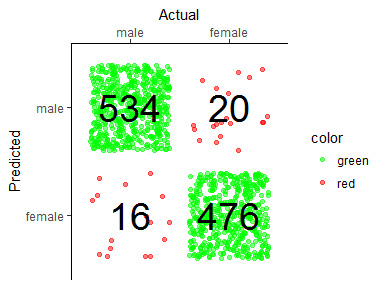 Actual
male female
Predicted
male 534 20
female 16 476
color
green
red